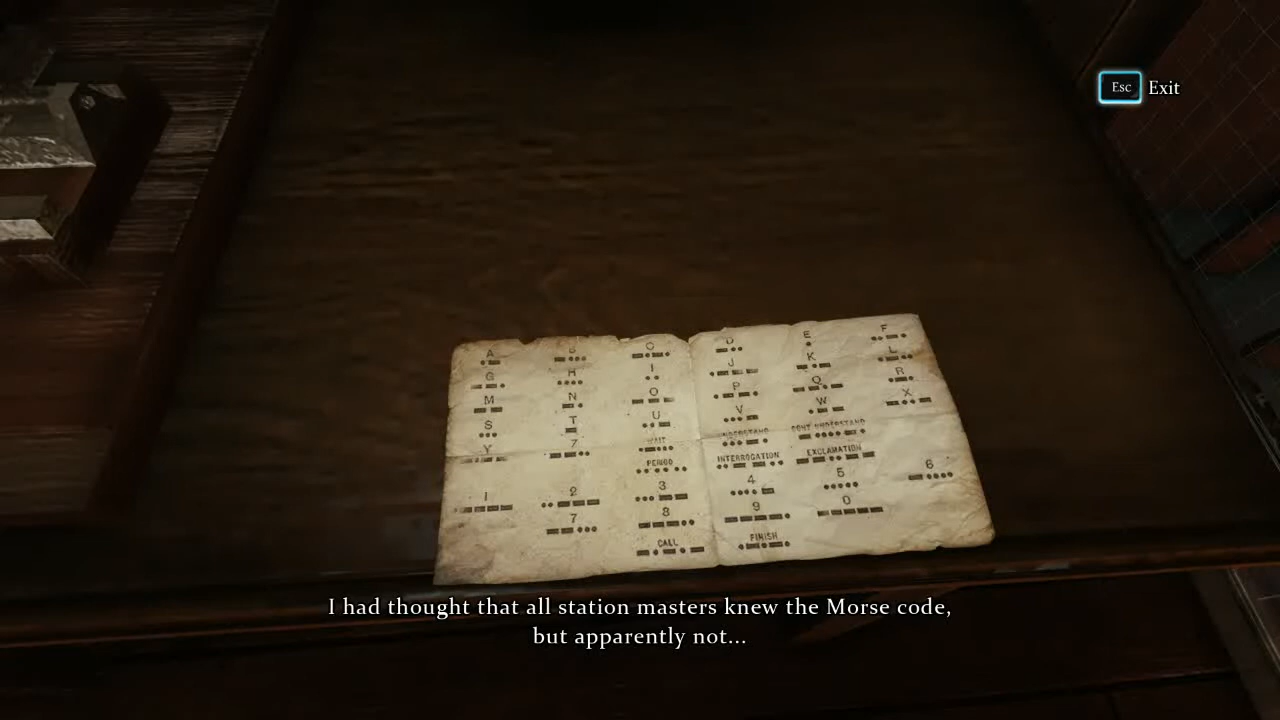 Esc Exit
A B C D E F
G H I J K L
M N O P Q R
S T U V W X
Y Z WAIT UNDERSTAND DONT UNDERSTAND
PERIOD INTERROGATION EXCLAMATION
1 2 3 4 5 6
7 8 9 0
CALL FINISH
I had thought that all station masters knew the Morse code,
but apparently not...